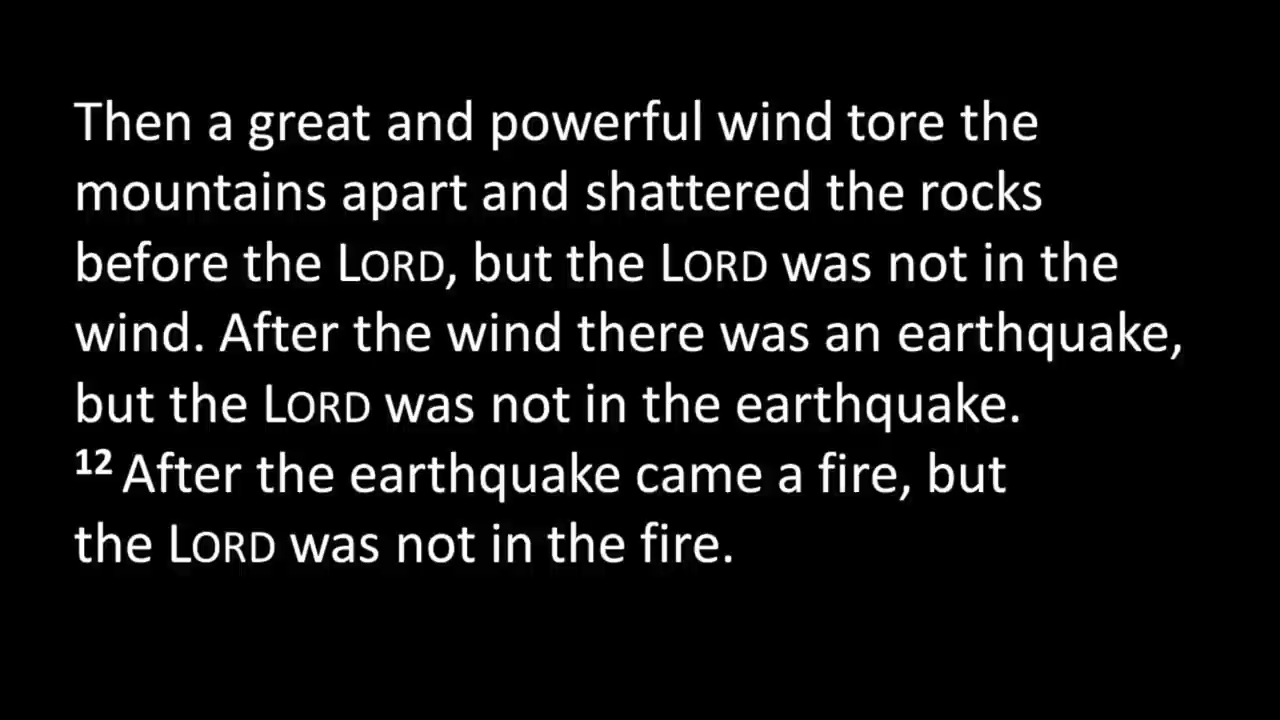 Then a great and powerful wind tore the
mountains apart and shattered the rocks
before the LORD, but the LORD was not in the
wind. After the wind there was an earthquake,
but the LORD was not in the earthquake.
12 After the earthquake came a fire, but
the LORD was not in the fire.